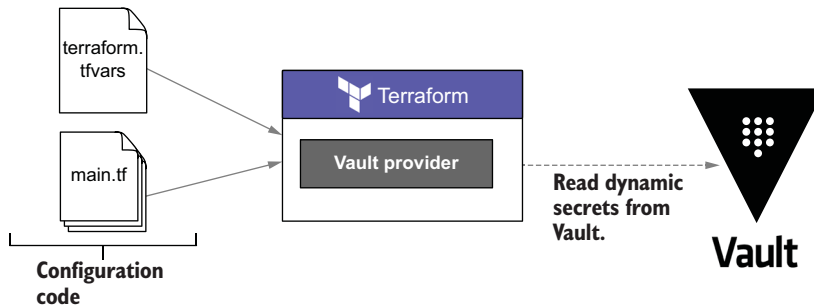 terraform.
tfvars
main.tf
Configuration
code
Terraform
Vault provider
Read dynamic
secrets from
Vault.
Vault